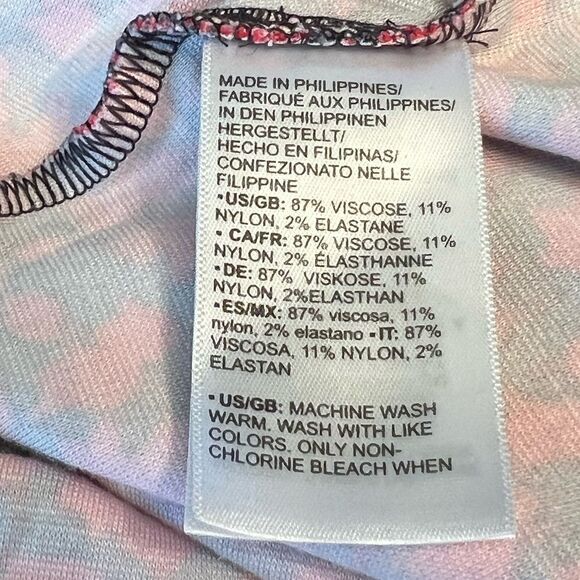 MADE IN PHILIPPINES/
FABRIQUÉ AUX PHILIPPINES/
IN DEN PHILIPPINEN
HERGESTELLT/
HECHO EN FILIPINAS/
CONFEZIONATO NELLE
FILIPPINE
•US/GB: 87% VISCOSE, 11%
NYLON, 2% ELASTANE
• CA/FR: 87% VISCOSE, 11%
NYLON, 2% ÉLASTHANNE
•DE: 87% VISKOSE, 11%
NYLON, 2%ELASTHAN
•ES/MX: 87% viscosa, 11%
nylon, 2% elastano •IT: 87%
VISCOSA, 11% NYLON, 2%
ELASTAN
•US/GB: MACHINE WASH
WARM. WASH WITH LIKE
COLORS. ONLY NON-
CHLORINE BLEACH WHEN